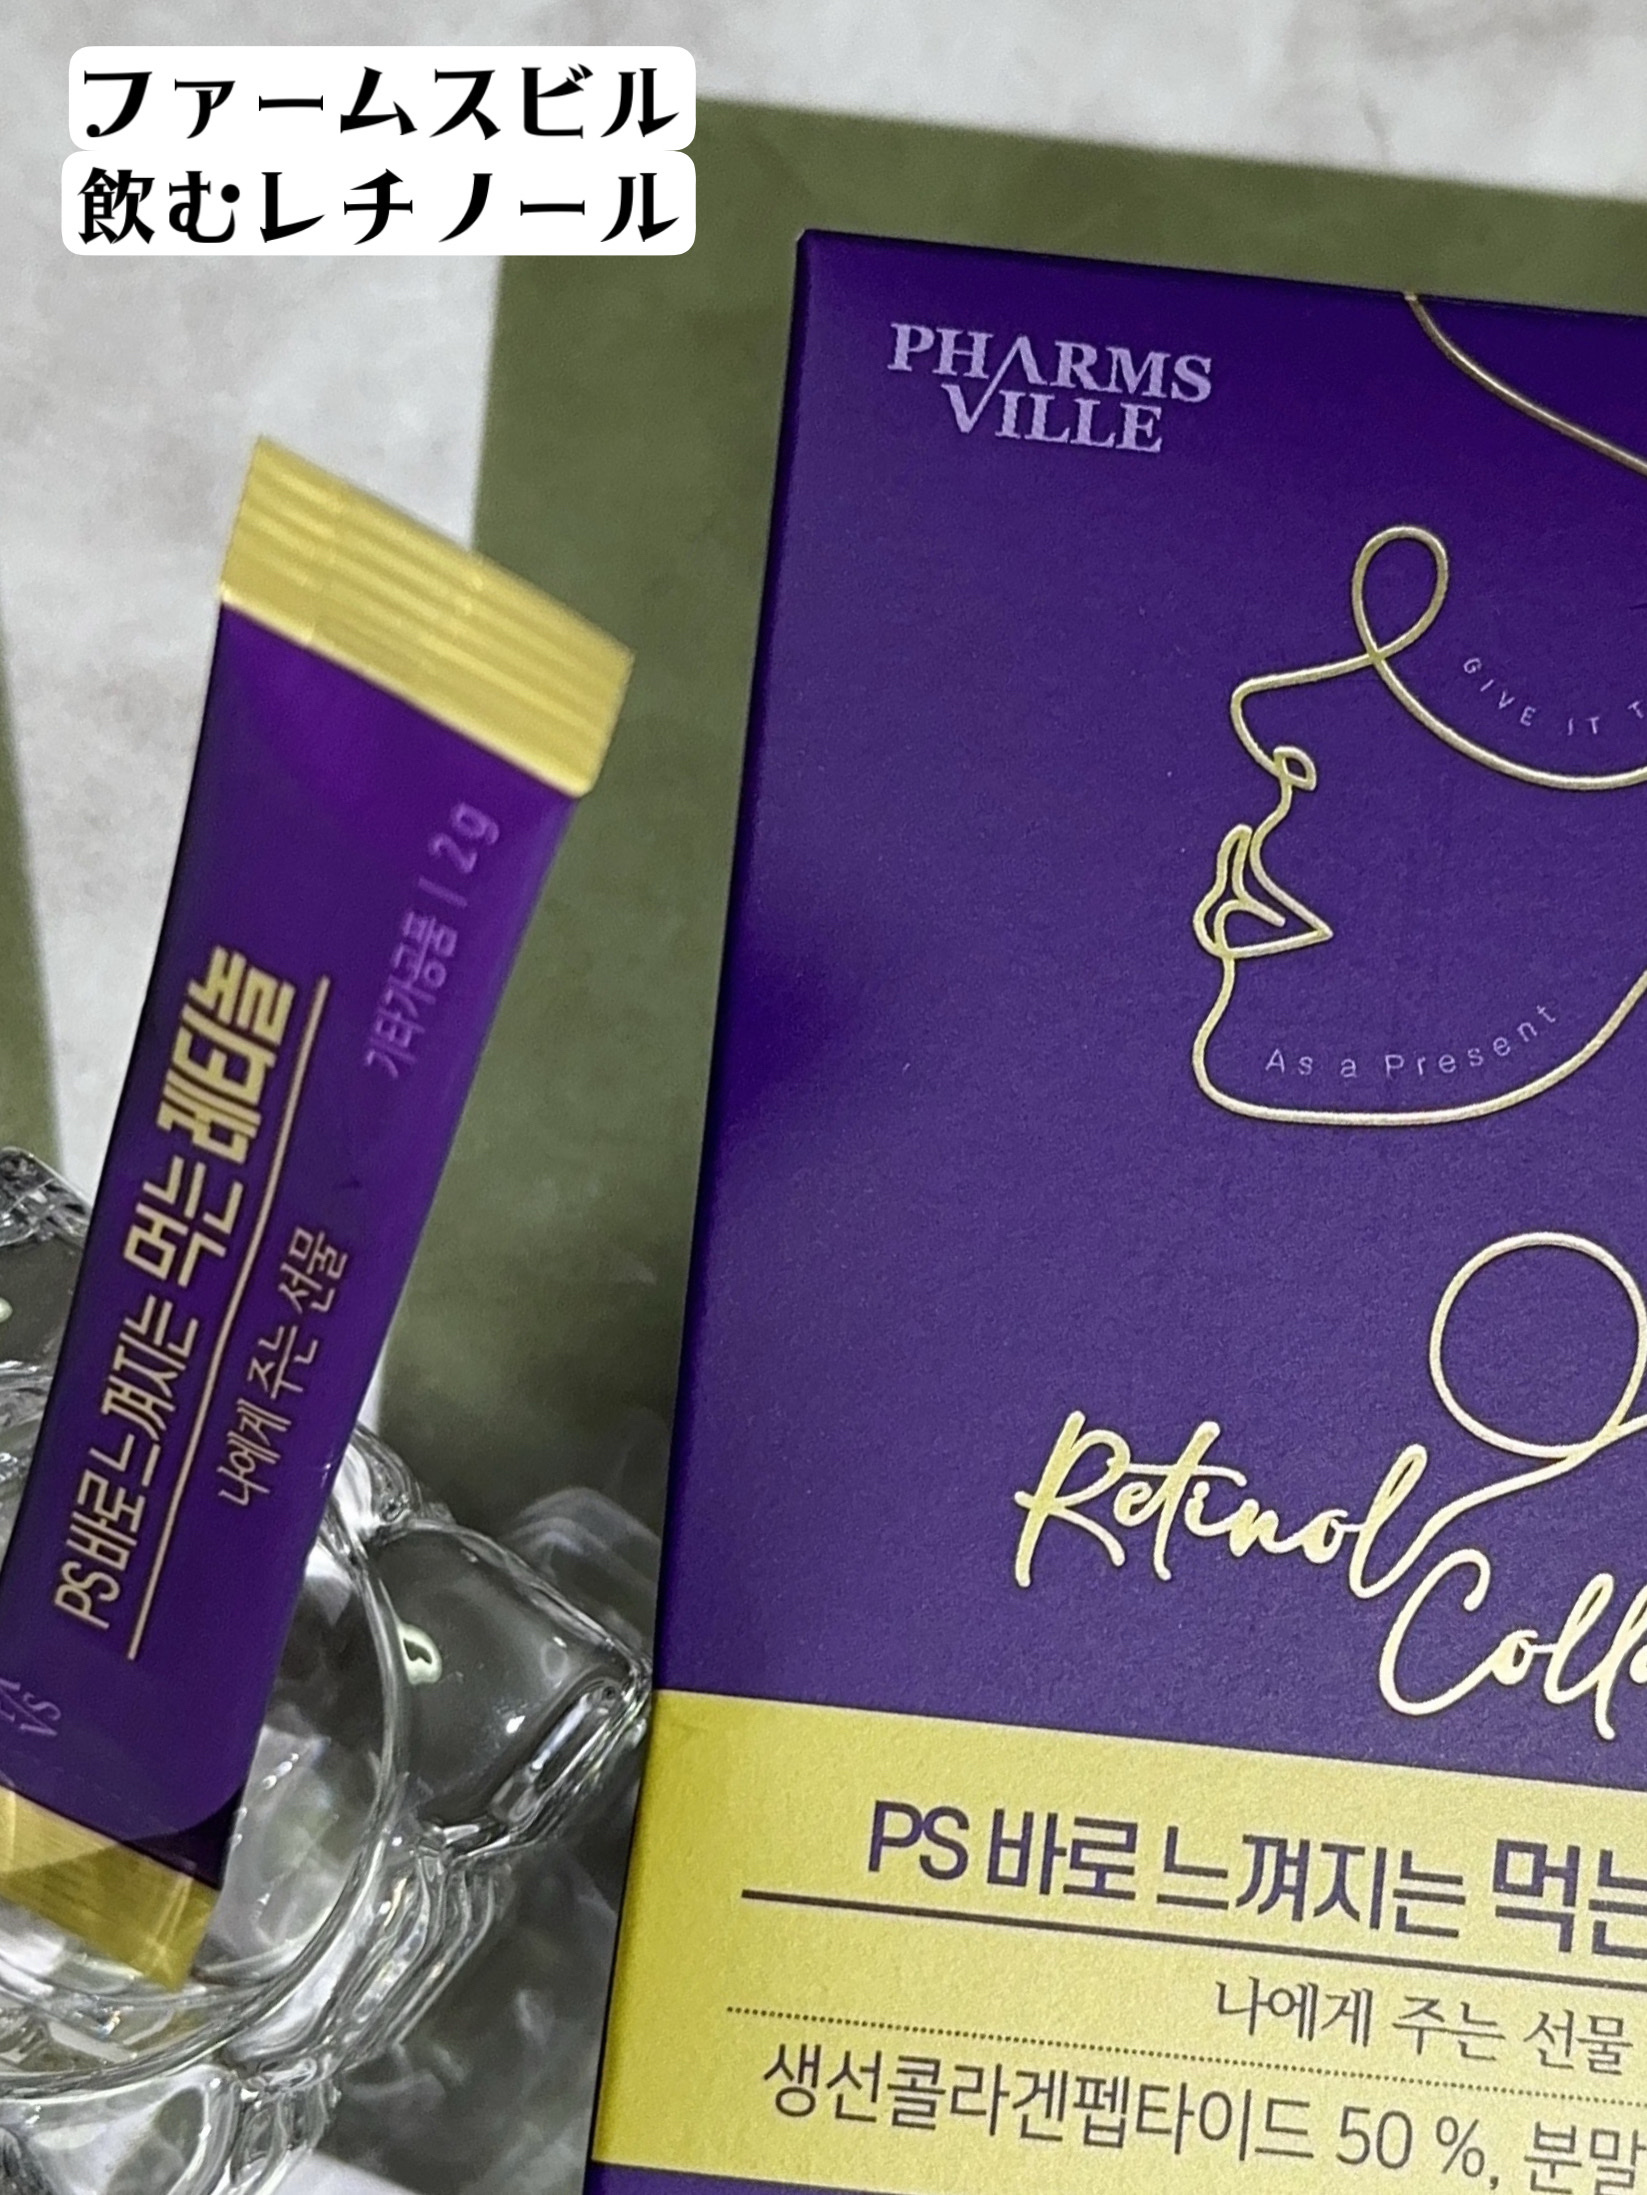 ファームスビル
飲むレチノール
PHARMS
VILLE
GIVE IT
As a Present
Retinol
PS 바로 느껴지는 먹는
나에게 주는 선물
생선콜라겐펩타이드 50 %, 분말
PS 바로 느껴지는 먹는 레티놀
나에게 주는 선물
기타가공품 | 2g